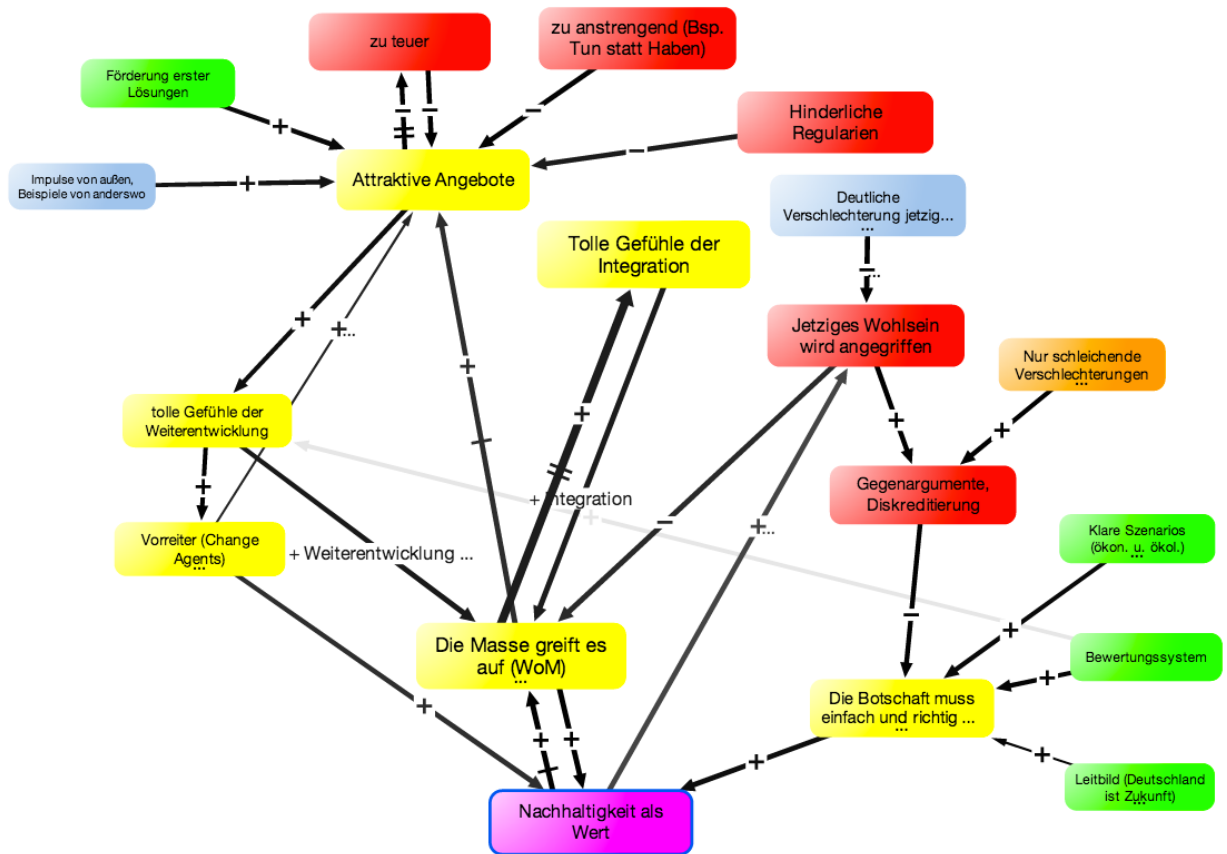 zu teuer
zu anstrengend (Bsp.
Tun statt Haben)
Förderung erster
Lösungen
Hinderliche
Regularien
Impulse von außen,
Beispiele von anderswo
Attraktive Angebote
Deutliche
Verschlechterung jetzig...
...
Tolle Gefühle der
Integration
Jetziges Wohlsein
wird angegriffen
Nur schleichende
Verschlechterungen
...
tolle Gefühle der
Weiterentwicklung
Gegenargumente,
Diskreditierung
+ Integration
Vorreiter (Change
Agents)
...
+ Weiterentwicklung ...
Klare Szenarios
(ökon. u. ökol.)
...
Die Masse greift es
auf (WoM)
...
Bewertungssystem
Die Botschaft muss
einfach und richtig ...
...
Leitbild (Deutschland
ist Zukunft)
...
Nachhaltigkeit als
Wert